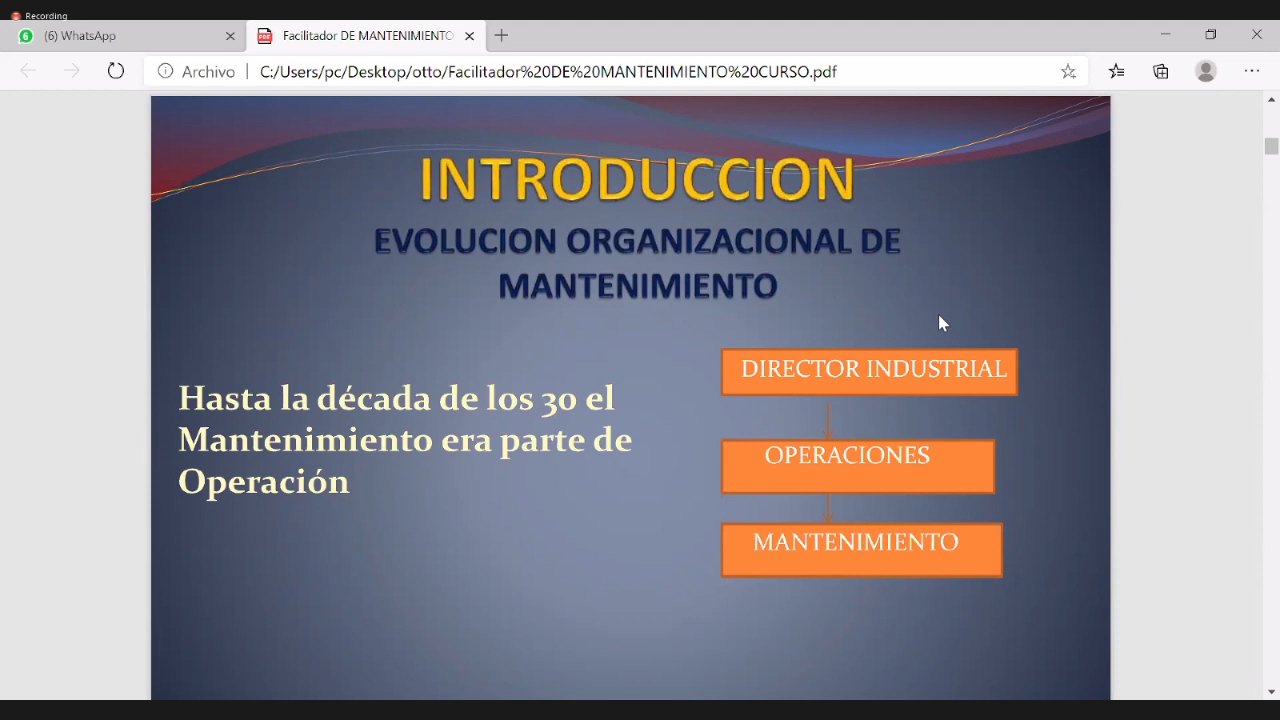 Recording
(6) WhatsApp
Facilitador DE MANTENIMIENTO
Archivo
C:/Users/pc/Desktop/otto/Facilitador%20DE%20MANTENIMIENTO%20CURSO.pdf
INTRODUCCION
EVOLUCION ORGANIZACIONAL DE
MANTENIMIENTO
Hasta la década de los 30 el
Mantenimiento era parte de
Operación
DIRECTOR INDUSTRIAL
OPERACIONES
MANTENIMIENTO